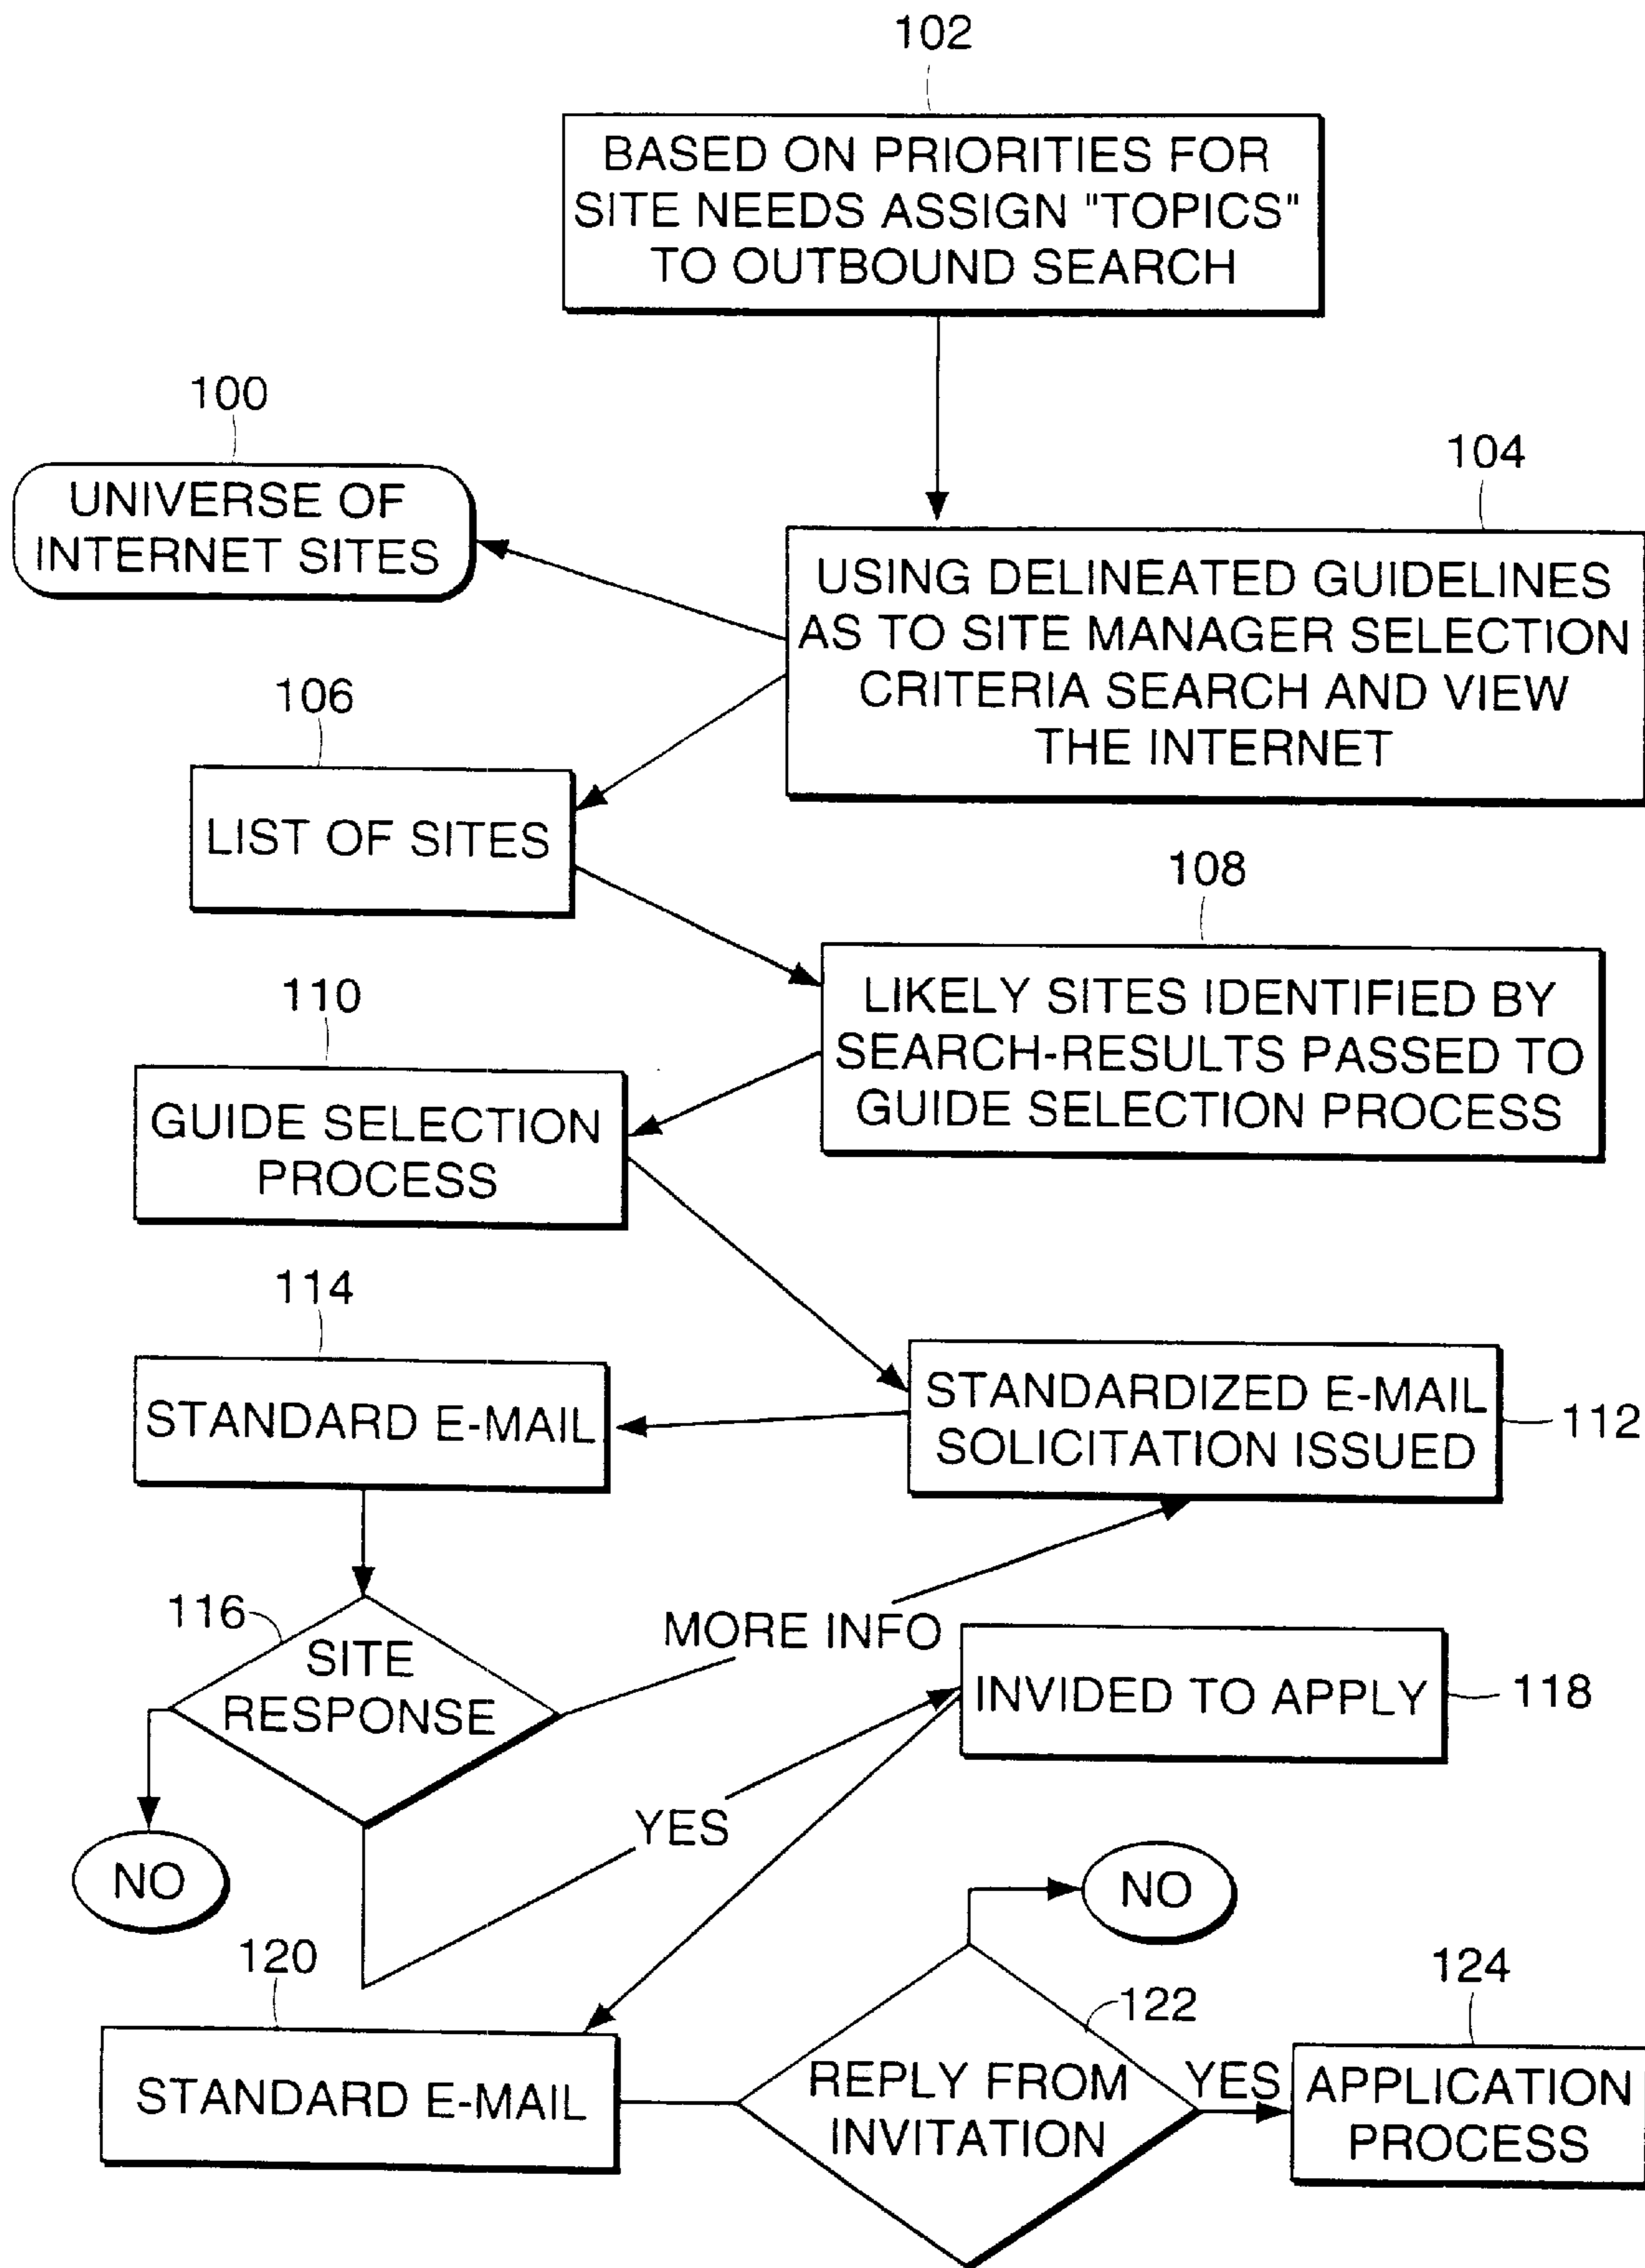 102
BASED ON PRIORITIES FOR
SITE NEEDS ASSIGN "TOPICS"
TO OUTBOUND SEARCH
100
UNIVERSE OF
INTERNET SITES
104
USING DELINEATED GUIDELINES
AS TO SITE MANAGER SELECTION
CRITERIA SEARCH AND VIEW
THE INTERNET
106
LIST OF SITES
108
LIKELY SITES IDENTIFIED BY
SEARCH-RESULTS PASSED TO
GUIDE SELECTION PROCESS
110
GUIDE SELECTION
PROCESS
114
STANDARD E-MAIL
STANDARDIZED E-MAIL
SOLICITATION ISSUED
112
116
SITE
RESPONSE
MORE INFO
INVIDED TO APPLY
118
YES
NO
NO
120
STANDARD E-MAIL
122
REPLY FROM
INVITATION
YES
124
APPLICATION
PROCESS